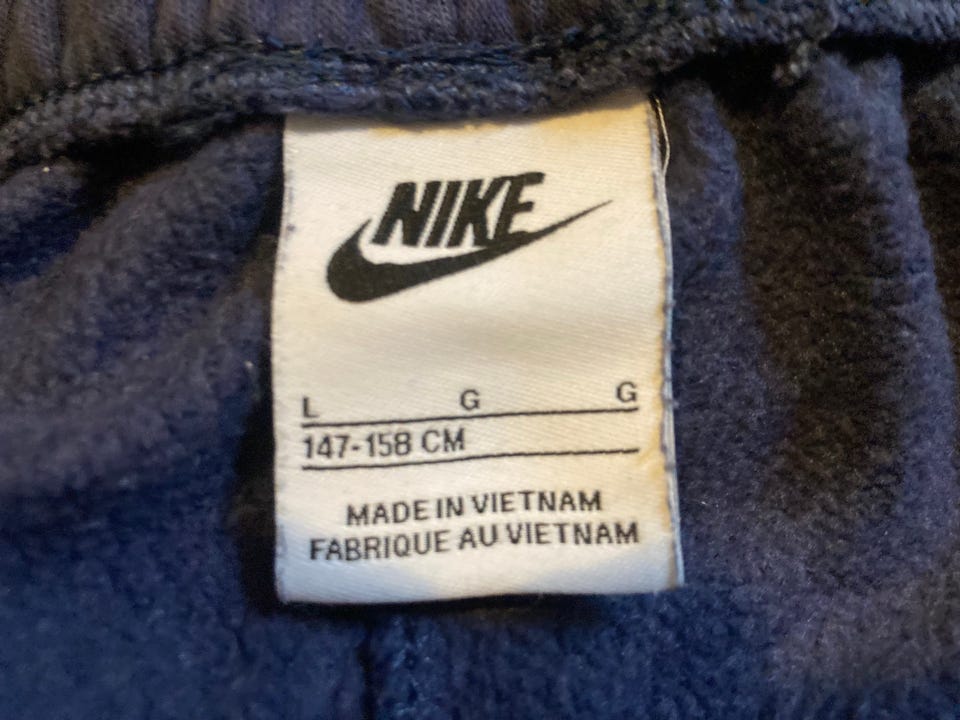 NIKE
L G G
147-158 CM
MADE IN VIETNAM
FABRIQUE AU VIETNAM